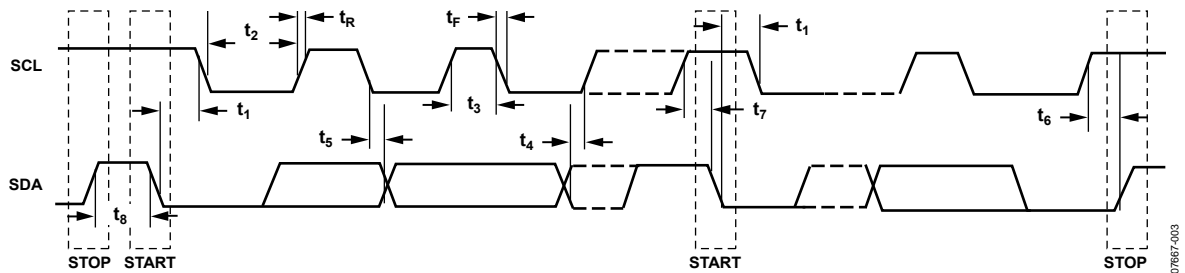 t2
tR
tF
t1
SCL
t1
t3
t7
t6
t5
t4
SDA
t8
STOP
START
START
STOP
07667-003